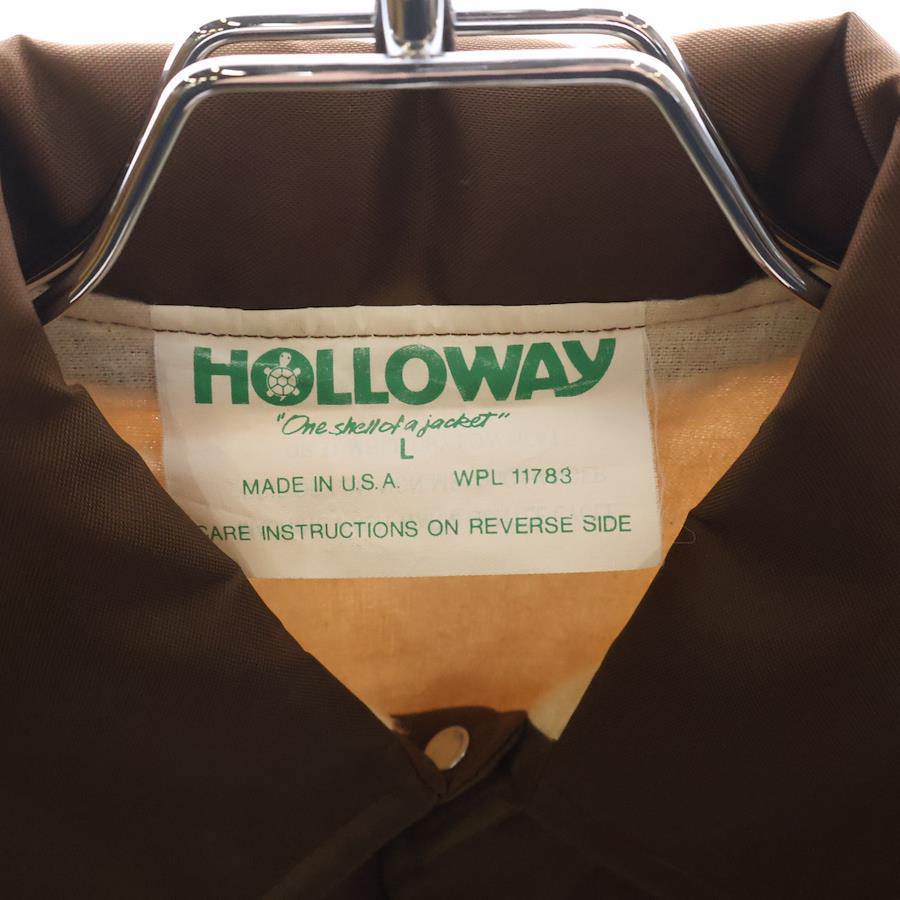 HOLLOWAY
"One shell of a jacket"
L
MADE IN U.S.A. WPL 11783
CARE INSTRUCTIONS ON REVERSE SIDE